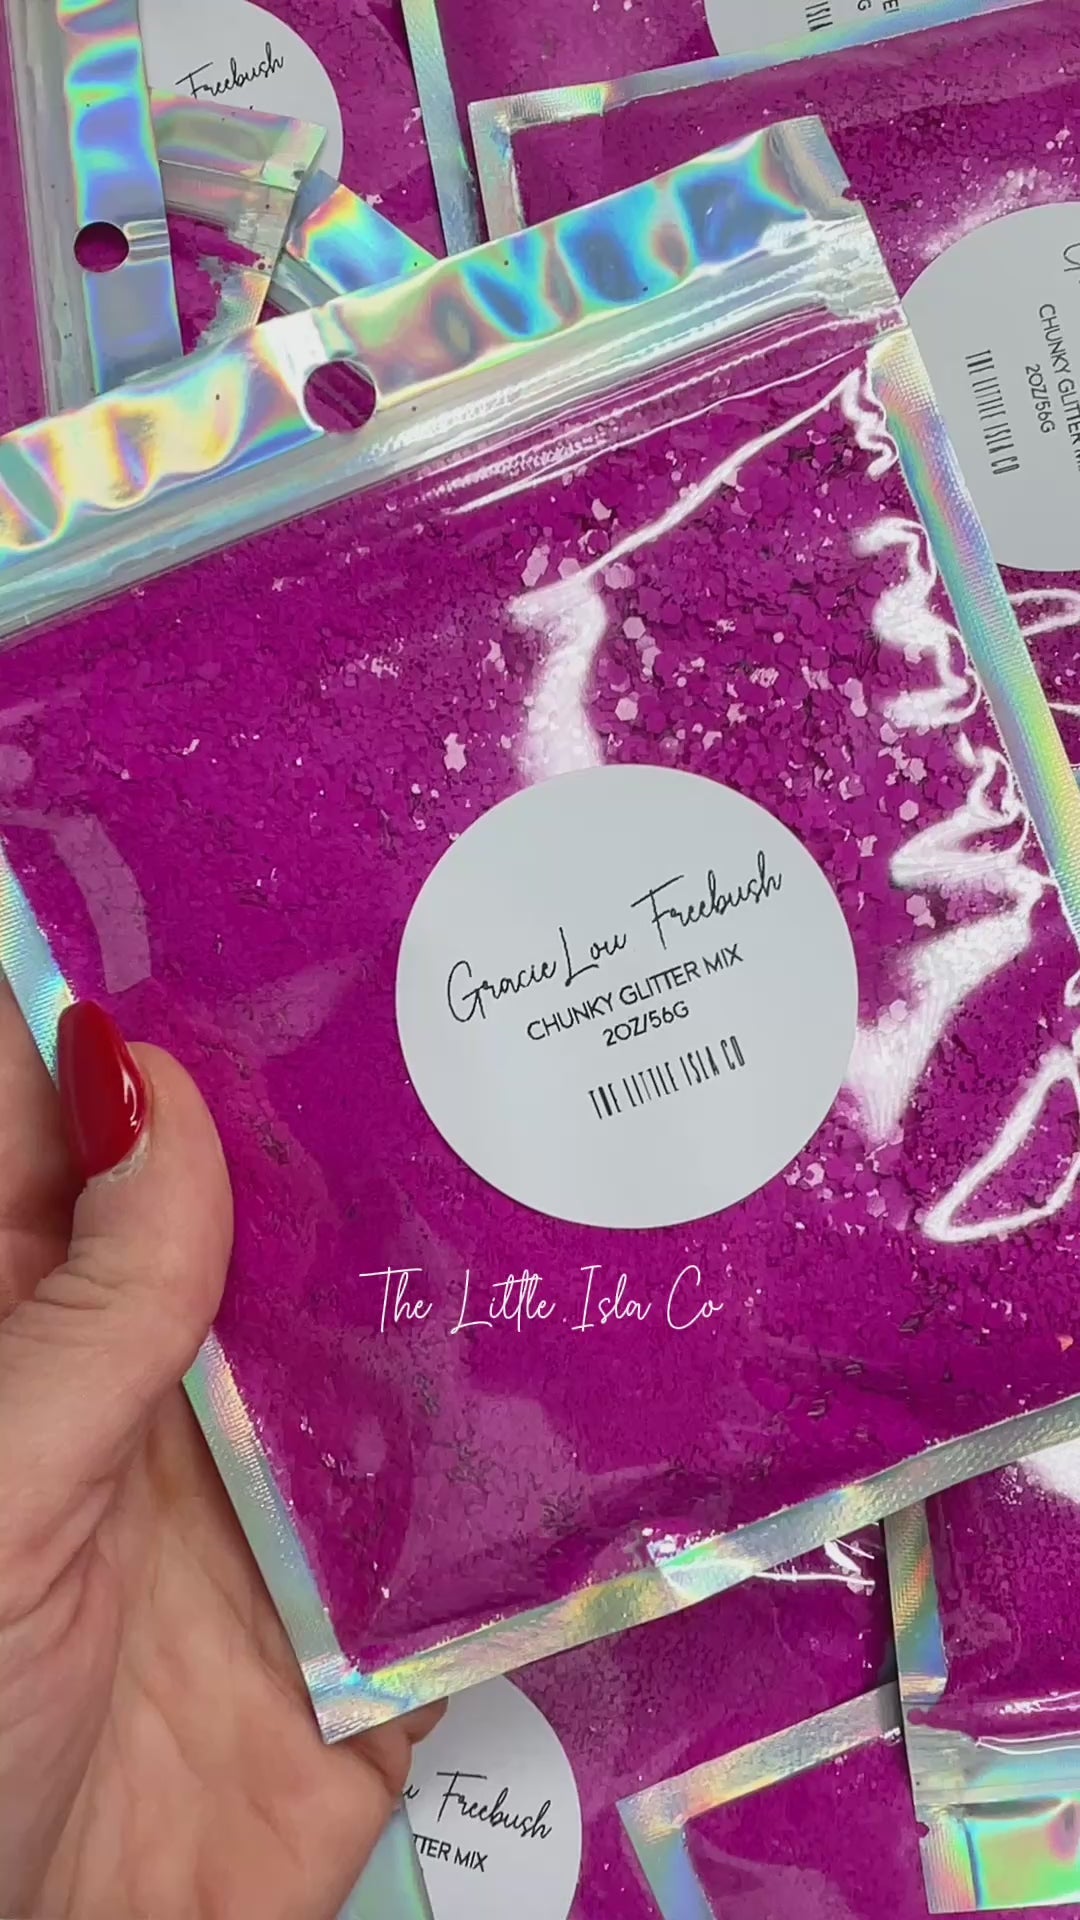 Freebush
CHUNKY GLITTER
2OZ/56G
THE LITTLE ISLA CO
Gracie Lou Freebush
CHUNKY GLITTER MIX
2OZ/56G
THE LITTLE ISLA CO
The Little Isla Co
Freebush
MIX